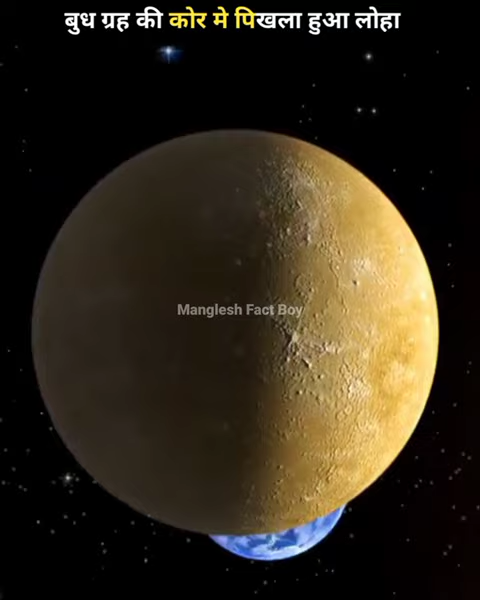 बुध ग्रह की कोर मे पिखला हुआ लोहा
Manglesh Fact Boy